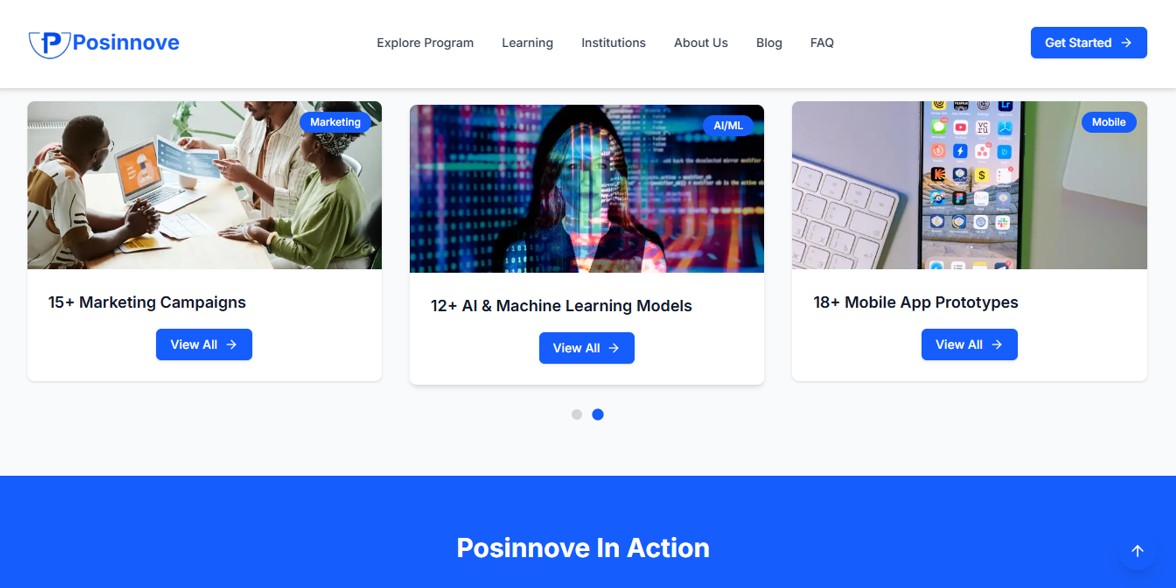 Posinnove
Explore Program
Learning
Institutions
About Us
Blog
FAQ
Get Started
Marketing
AI/ML
Mobile
15+ Marketing Campaigns
12+ AI & Machine Learning Models
18+ Mobile App Prototypes
View All
View All
View All
Posinnove In Action